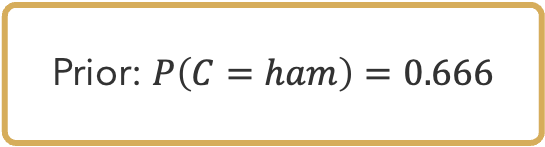 Prior: P(C = ham) = 0.666